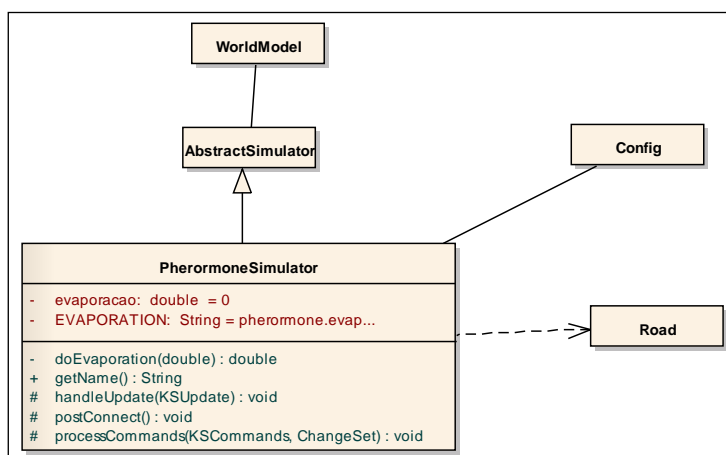 WorldModel
AbstractSimulator
Config
PherormoneSimulator
- evaporacao: double = 0
- EVAPORATION: String = pherormone.evap...
Road
- doEvaporation(double) : double
+ getName() : String
# handleUpdate(KSUpdate) : void
# postConnect() : void
# processCommands(KSCommands, ChangeSet) : void